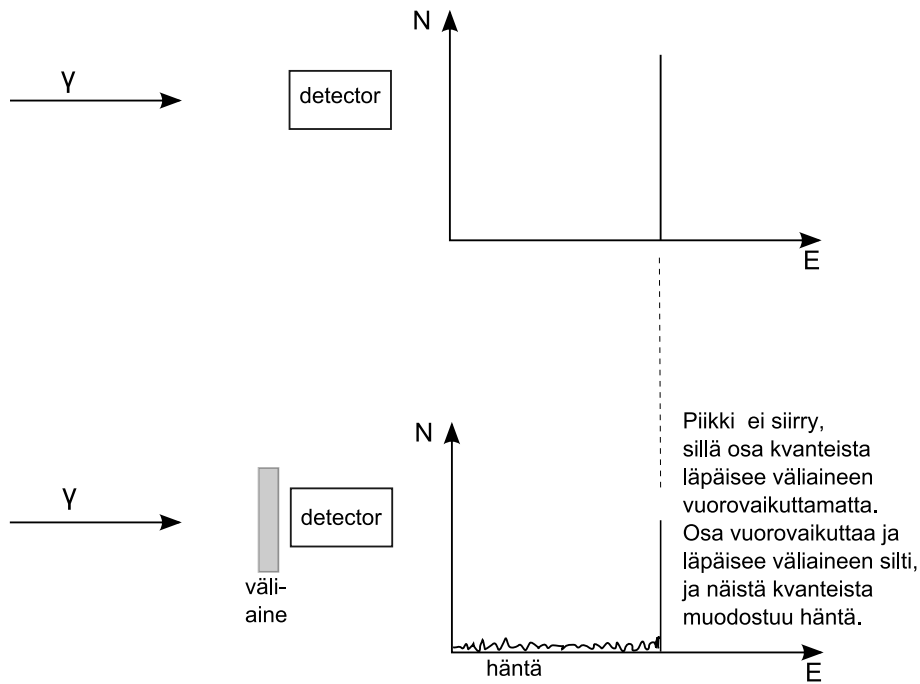 N
γ
detector
E
N
Piikki ei siirry,
sillä osa kvanteista
läpäisee väliaineen
vuorovaikuttamatta.
Osa vuorovaikuttaa ja
läpäisee väliaineen silti,
ja näistä kvanteista
muodostuu häntä.
γ
detector
väli-
aine
häntä
E